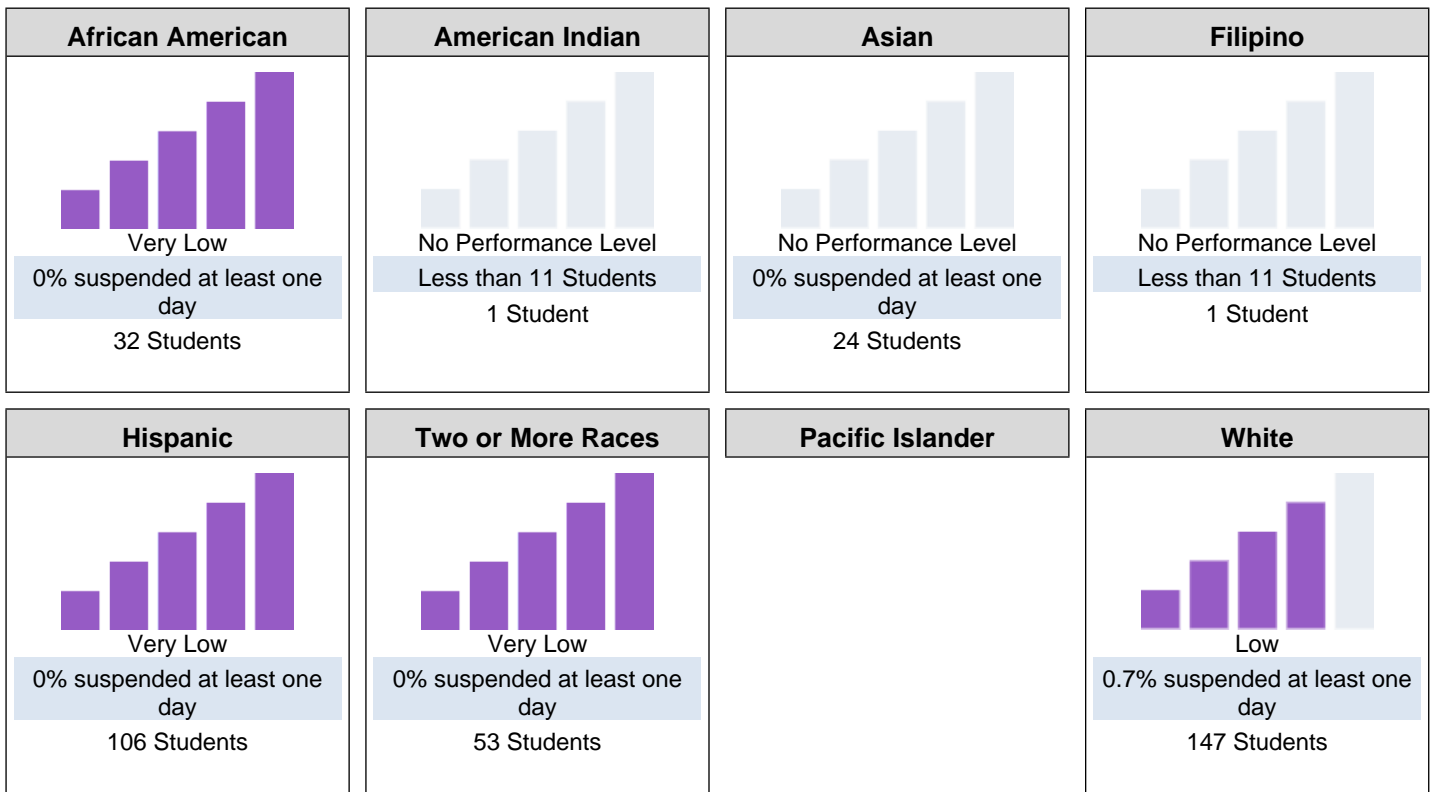 African American
Very Low
0% suspended at least one
day
32 Students
American Indian
No Performance Level
Less than 11 Students
1 Student
Asian
No Performance Level
0% suspended at least one
day
24 Students
Filipino
No Performance Level
Less than 11 Students
1 Student
Hispanic
Very Low
0% suspended at least one
day
106 Students
Two or More Races
Very Low
0% suspended at least one
day
53 Students
Pacific Islander
White
Low
0.7% suspended at least one
day
147 Students